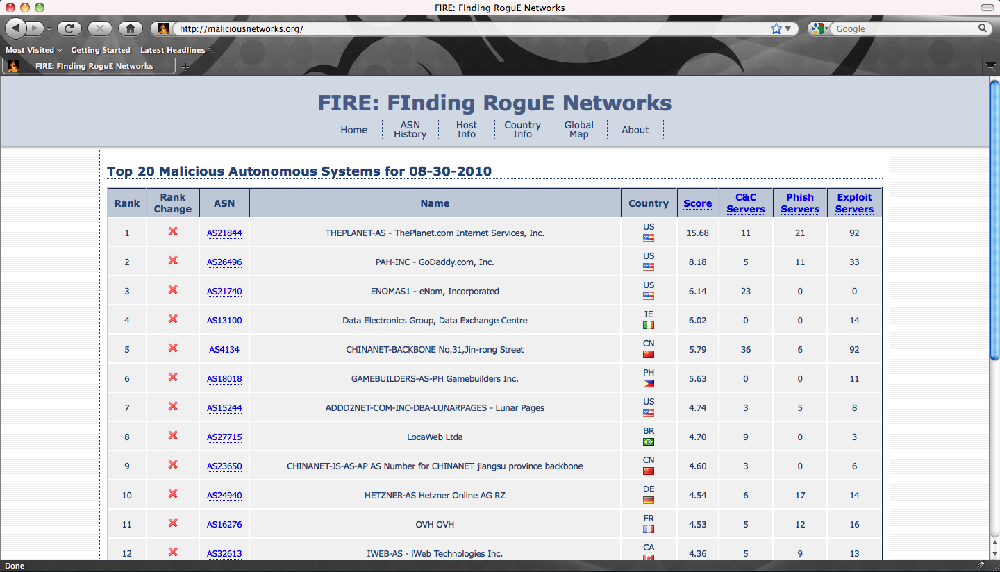 FIRE: FInding RoguE Networks
http://maliciousnetworks.org/
Google
Most Visited Getting Started Latest Headlines
FIRE: FInding RoguE Networks
FIRE: FInding RoguE Networks
Home ASN History Host Info Country Info Global Map About
Top 20 Malicious Autonomous Systems for 08-30-2010
Rank Rank Change ASN Name Country Score C&C Servers Phish Servers Exploit Servers
1 AS21844 THEPLANET-AS - ThePlanet.com Internet Services, Inc. US 15.68 11 21 92
2 AS26496 PAH-INC - GoDaddy.com, Inc. US 8.18 5 11 33
3 AS21740 ENOMAS1 - eNom, Incorporated US 6.14 23 0 0
4 AS13100 Data Electronics Group, Data Exchange Centre IE 6.02 0 0 14
5 AS4134 CHINANET-BACKBONE No.31,Jin-rong Street CN 5.79 36 6 92
6 AS18018 GAMEBUILDERS-AS-PH Gamebuilders Inc. PH 5.63 0 0 11
7 AS15244 ADDD2NET-COM-INC-DBA-LUNARPAGES - Lunar Pages US 4.74 3 5 8
8 AS27715 LocaWeb Ltda BR 4.70 9 0 3
9 AS23650 CHINANET-JS-AS-AP AS Number for CHINANET jiangsu province backbone CN 4.60 3 0 6
10 AS24940 HETZNER-AS Hetzner Online AG RZ DE 4.54 6 17 14
11 AS16276 OVH OVH FR 4.53 5 12 16
12 AS32613 IWEB-AS - iWeb Technologies Inc. CA 4.36 5 9 13
Done